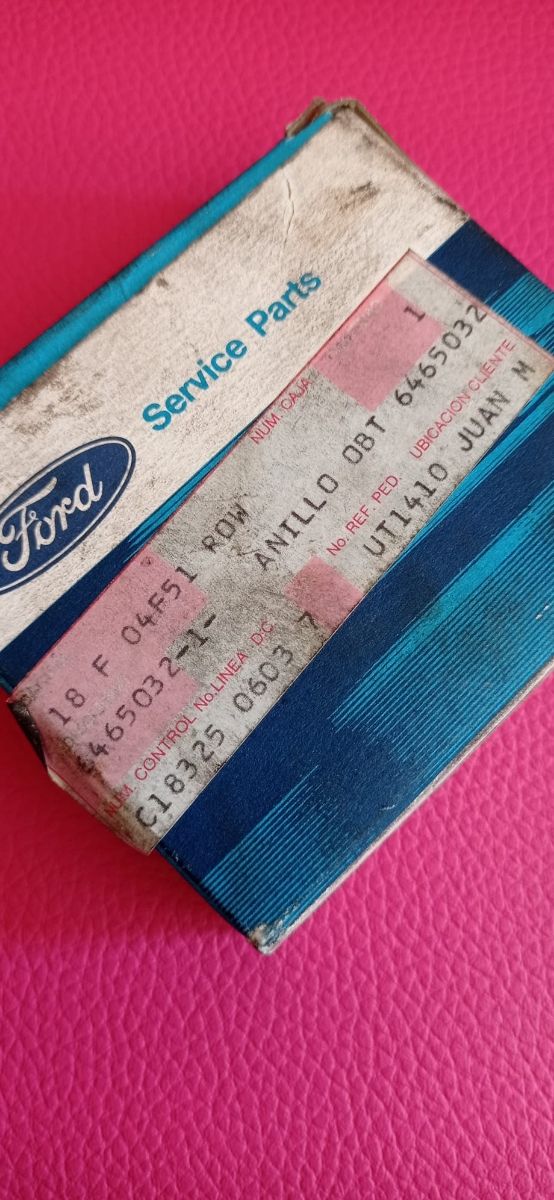 Service Parts
Ford
NUM. CAJA
18 F 04F51 ROW 1
6465032-1- ANILLO OBT 6465032
NUM. CONTROL No.LINEA D/C No. REF PED. UBICACION CLIENTE
C18325 0603 7 UT1410 JUAN M